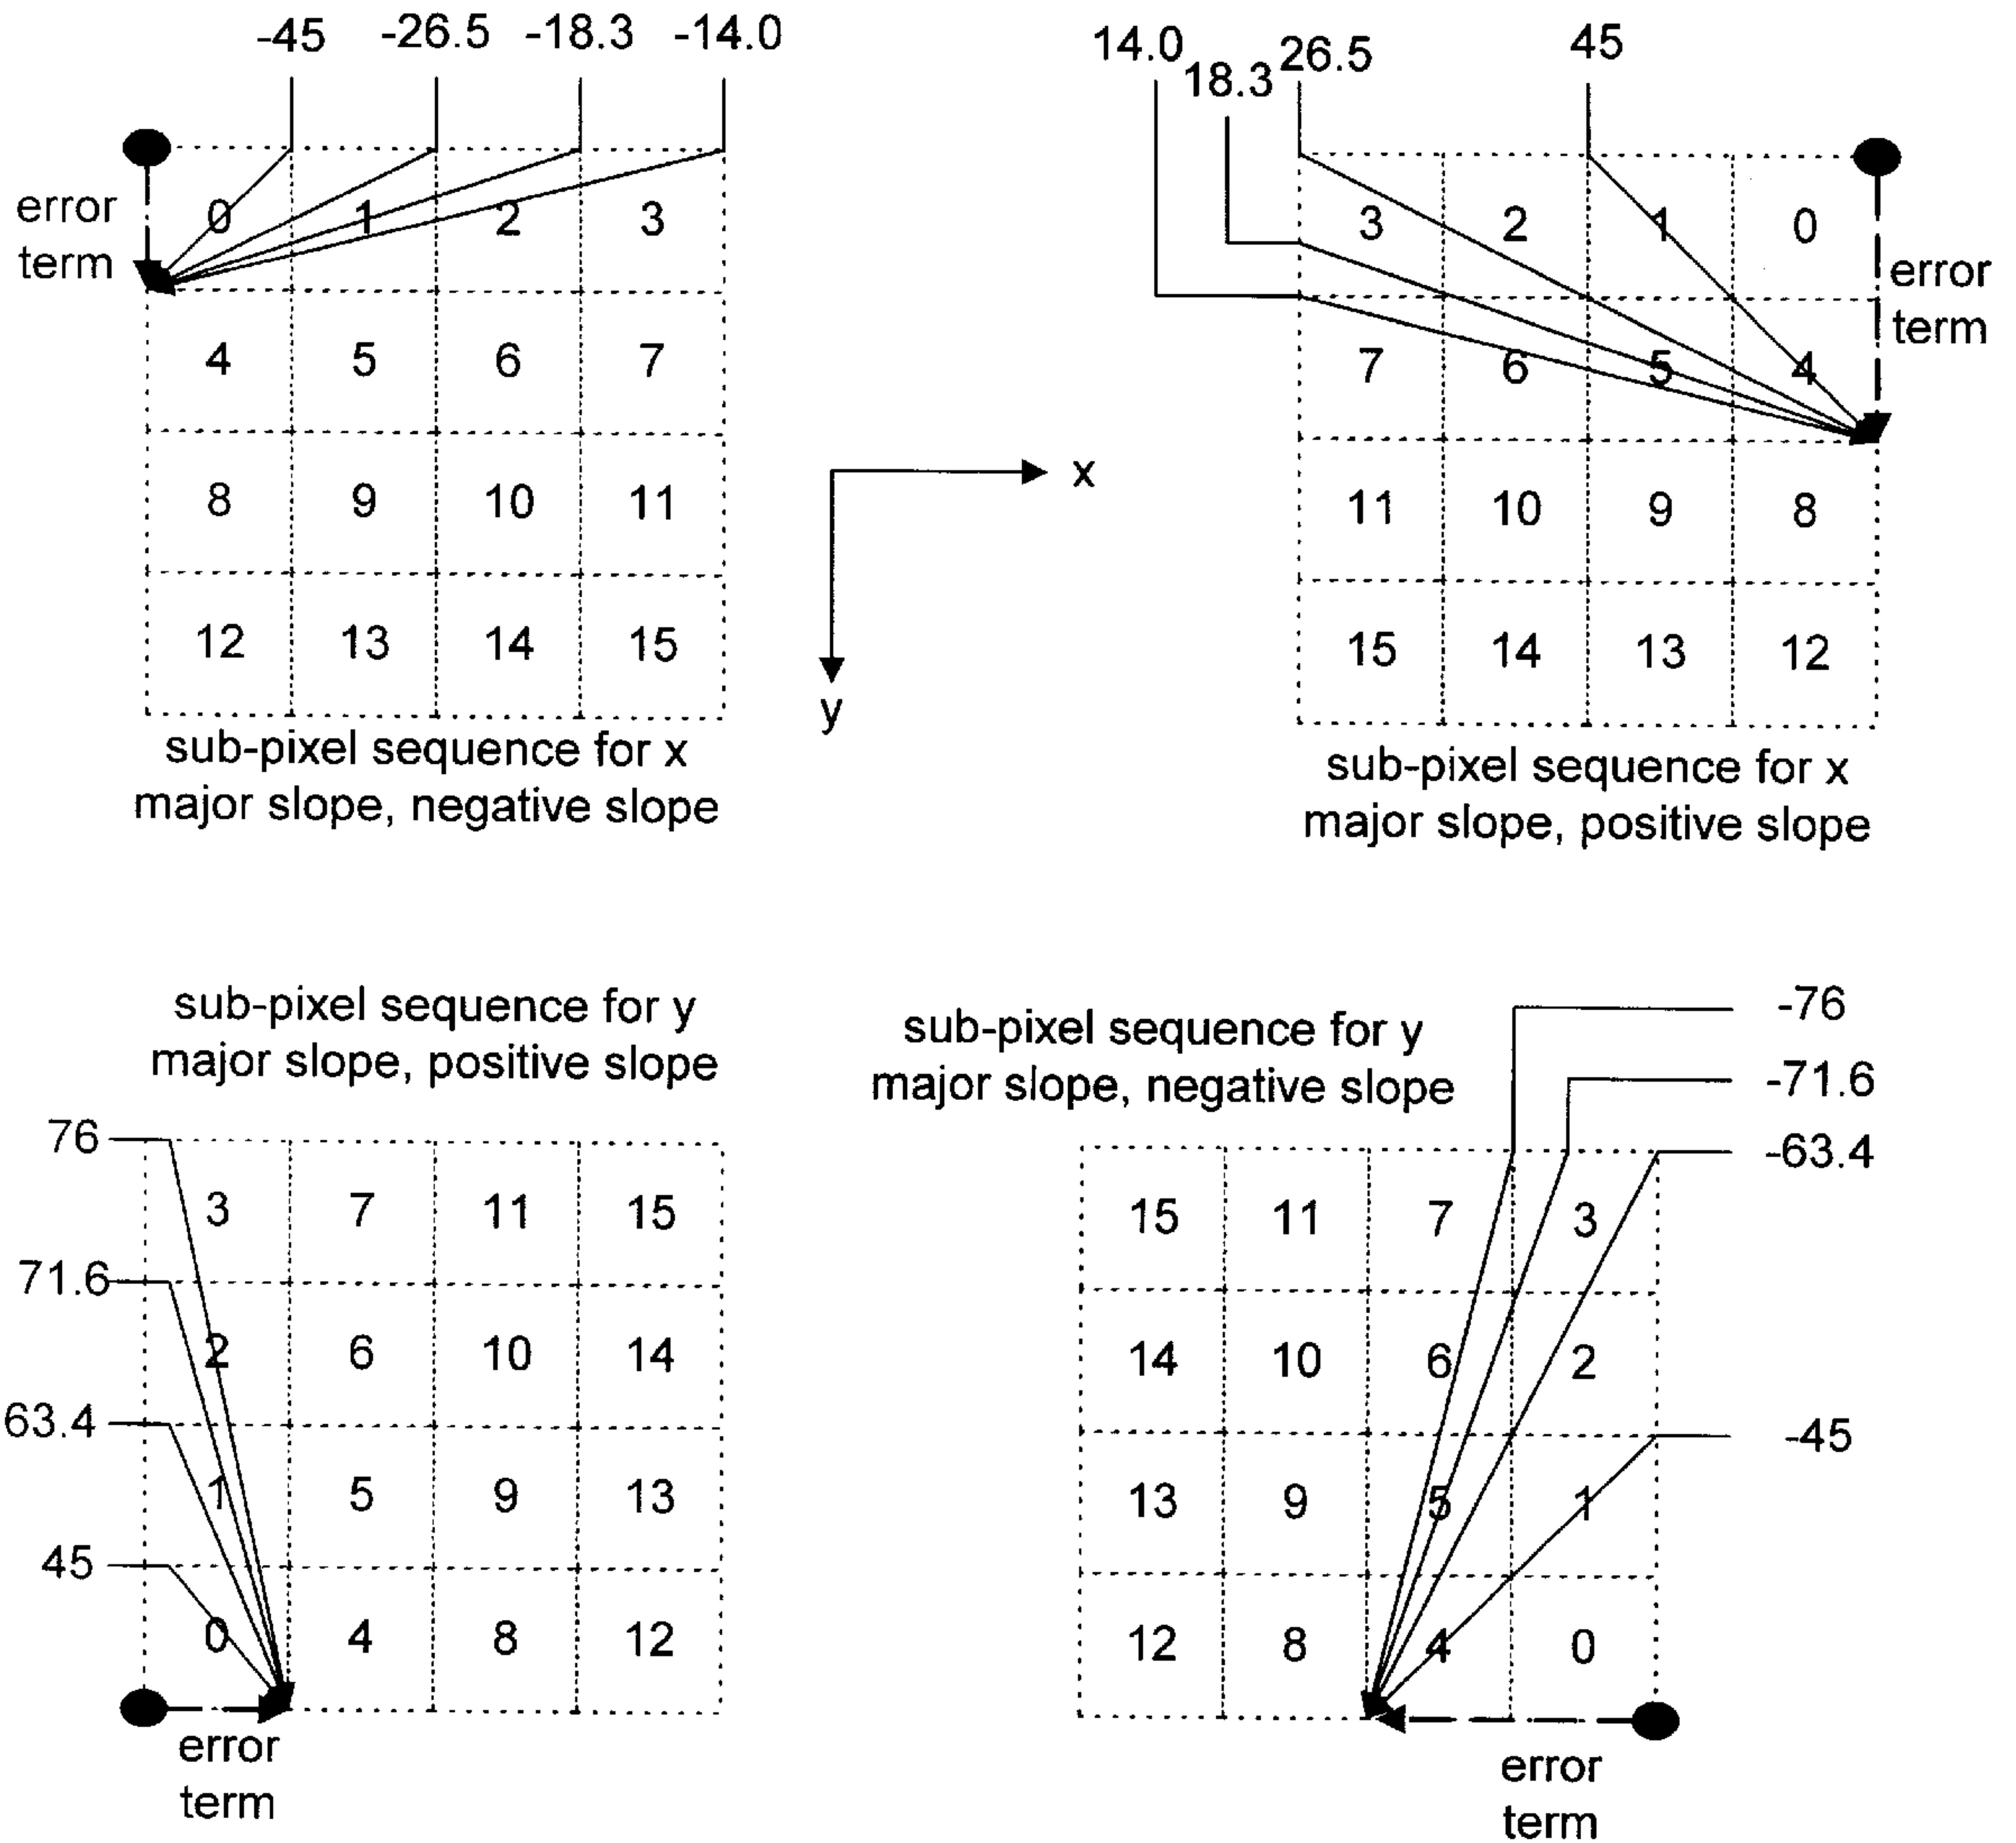 -45 -26.5 -18.3 -14.0
error
term
0 1 2 3
4 5 6 7
8 9 10 11
12 13 14 15
sub-pixel sequence for x
major slope, negative slope
x
y
14.0 18.3 26.5 45
3 2 1 0
error
term
7 6 5 4
11 10 9 8
15 14 13 12
sub-pixel sequence for x
major slope, positive slope
sub-pixel sequence for y
major slope, positive slope
76
71.6
63.4
45
3 7 11 15
2 6 10 14
1 5 9 13
0 4 8 12
error
term
sub-pixel sequence for y
major slope, negative slope
-76
-71.6
-63.4
-45
15 11 7 3
14 10 6 2
13 9 5 1
12 8 4 0
error
term